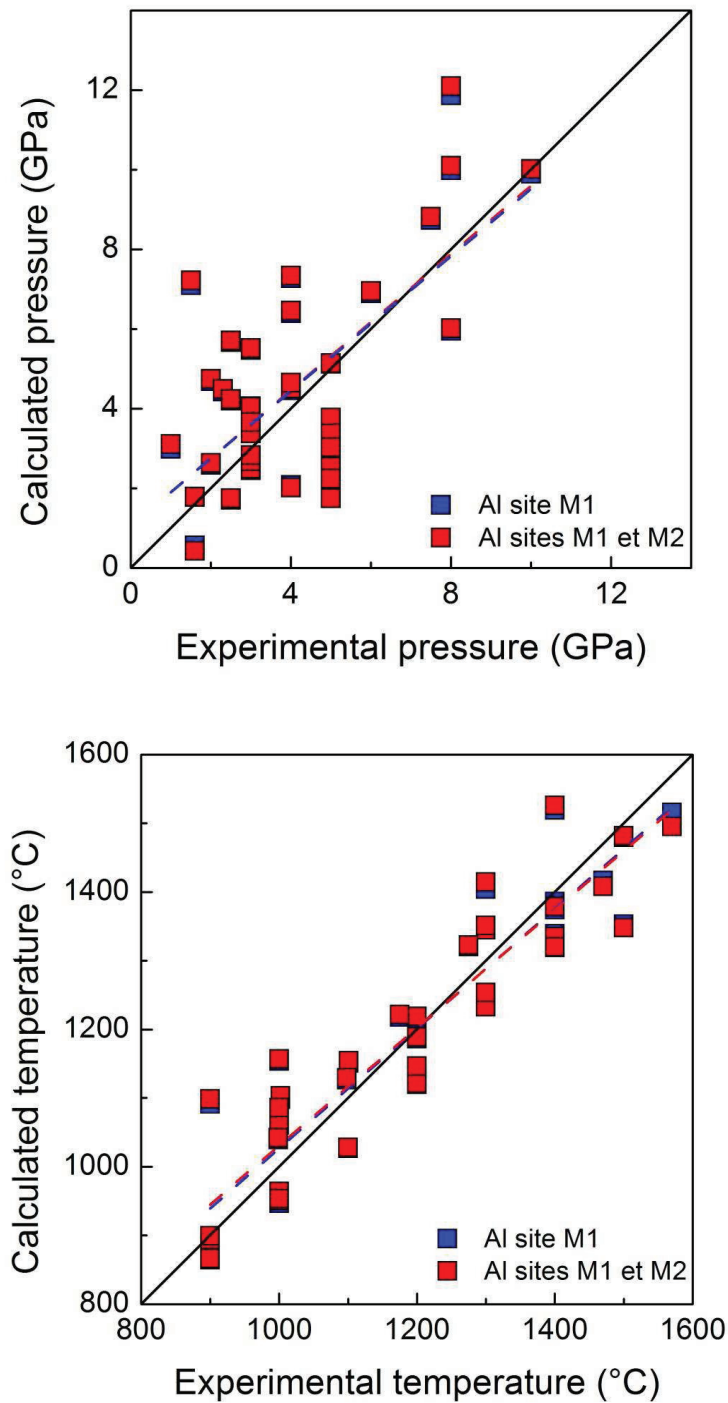 Calculated pressure (GPa)
12
8
4
0
0
4
8
12
Al site M1
Al sites M1 et M2
Experimental pressure (GPa)
Calculated temperature (°C)
1600
1400
1200
1000
800
800
1000
1200
1400
1600
Al site M1
Al sites M1 et M2
Experimental temperature (°C)